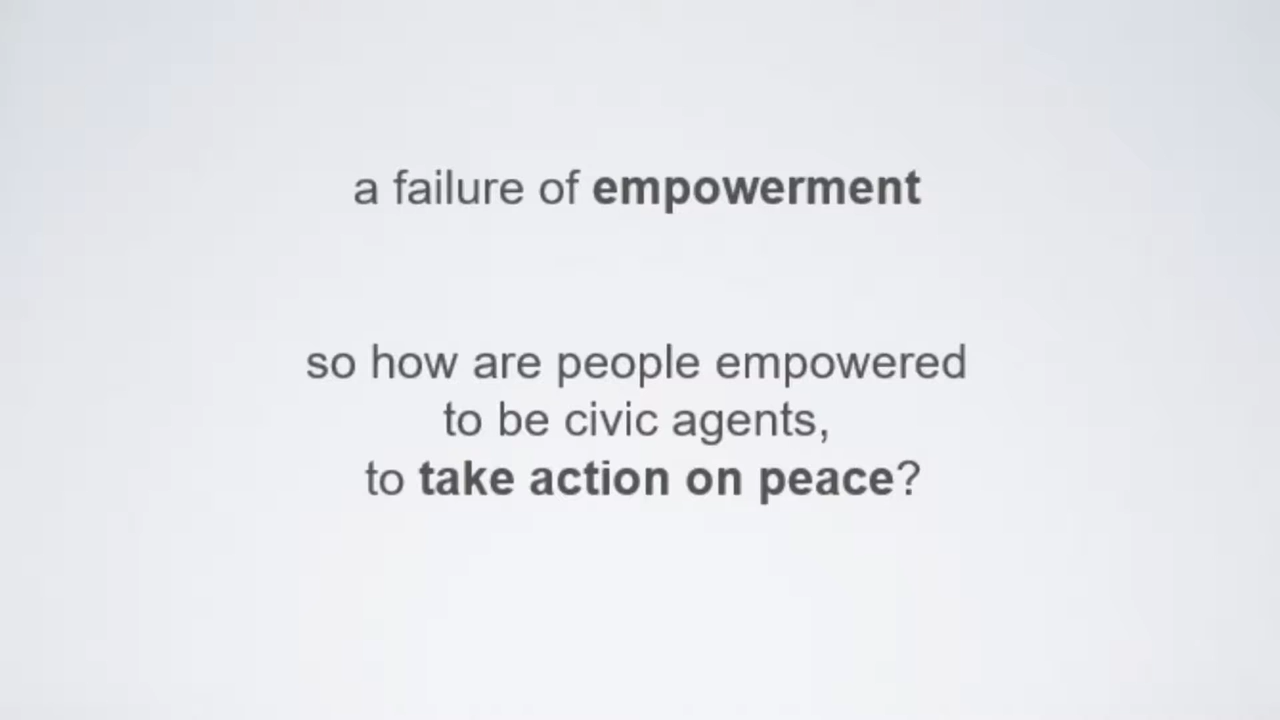 a failure of empowerment
so how are people empowered
to be civic agents,
to take action on peace?